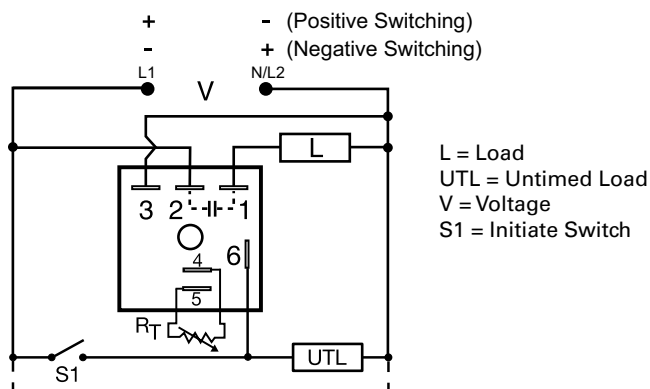 + - (Positive Switching)
- + (Negative Switching)
L1 V N/L2
L
3 2 1
6
4
5
RT
S1
UTL
L = Load
UTL = Untimed Load
V = Voltage
S1 = Initiate Switch